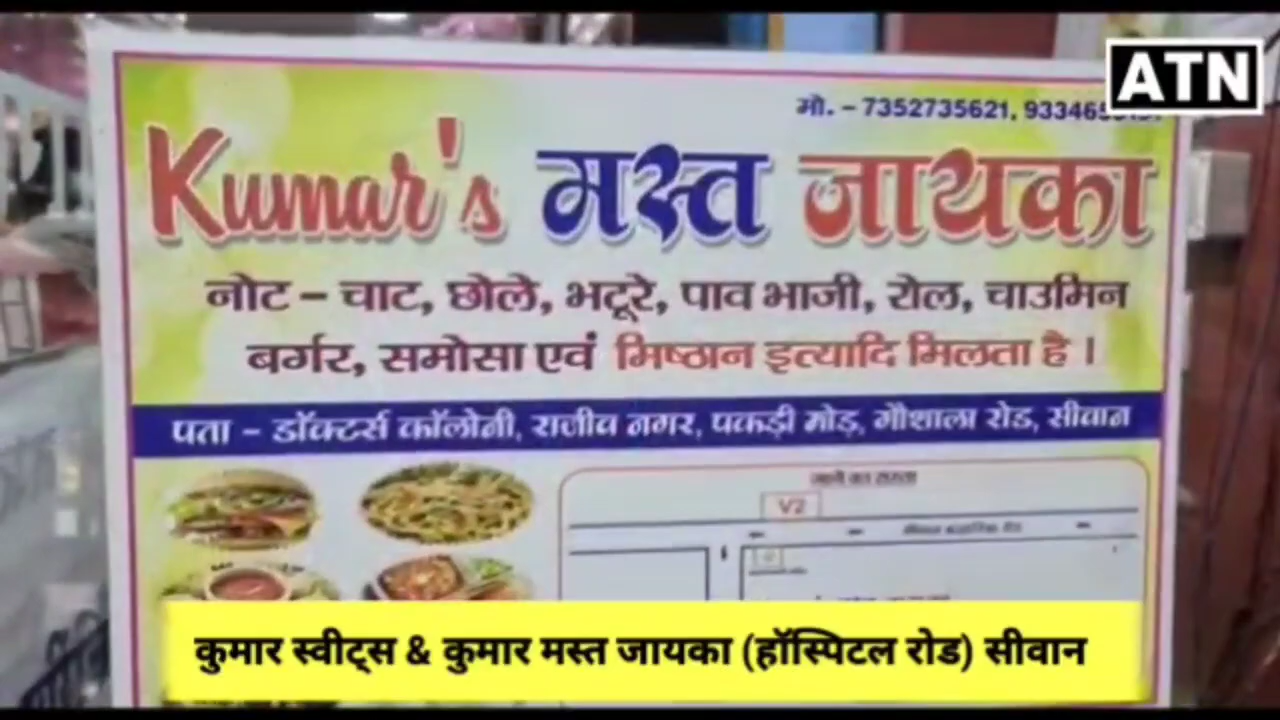 ATN
मो. – 7352735621,
Kumar's मस्त जायका
नोट – चाट, छोले, भटूरे, पाव भाजी, रोल, चाउमिन
बर्गर, समोसा एवं मिष्ठान इत्यादि मिलता है ।
पता – डॉक्टर्स कॉलोनी, राजीव नगर, पकड़ी मोड़, गौशाला रोड, सीवान
जाने का रास्ता
V2
कुमार स्वीट्स & कुमार मस्त जायका (हॉस्पिटल रोड) सीवान